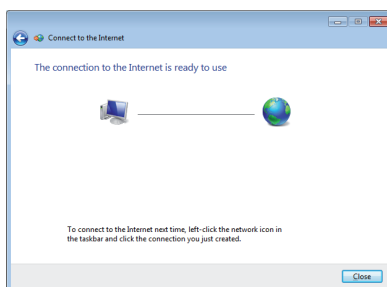 Connect to the Internet
The connection to the Internet is ready to use
To connect to the Internet next time, left-click the network icon in
the taskbar and click the connection you just created.
Close